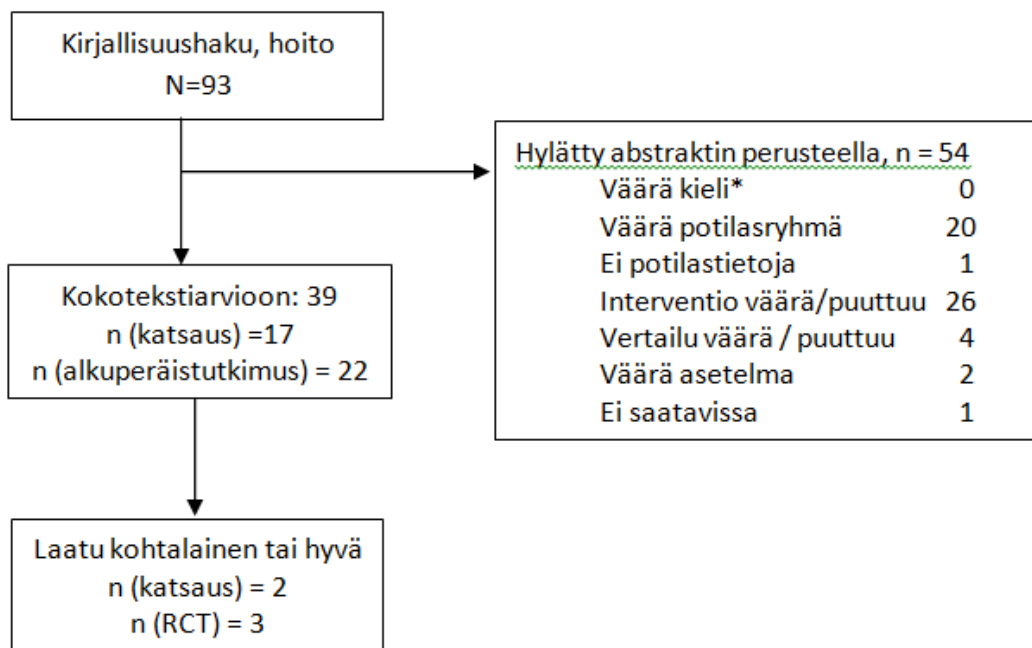 Kirjallisuushaku, hoito
N=93
Hylätty abstraktin perusteella, n = 54
Väärä kieli* 0
Väärä potilasryhmä 20
Ei potilastietoja 1
Interventio väärä/puuttuu 26
Vertailu väärä / puuttuu 4
Väärä asetelma 2
Ei saatavissa 1
Kokotekstiarvioon: 39
n (katsaus) =17
n (alkuperäistutkimus) = 22
Laatu kohtalainen tai hyvä
n (katsaus) = 2
n (RCT) = 3